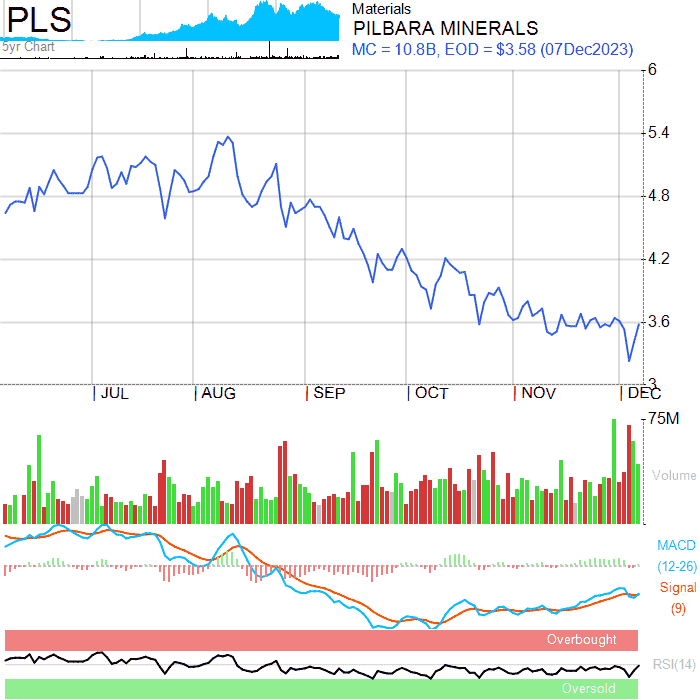 PLS
5yr Chart
Materials
PILBARA MINERALS
MC = 10.8B, EOD = $3.58 (07Dec2023)
6
5.4
4.8
4.2
3.6
3
JUL AUG SEP OCT NOV DEC
75M
Volume
MACD
(12-26)
Signal
(9)
Overbought
RSI(14)
Oversold